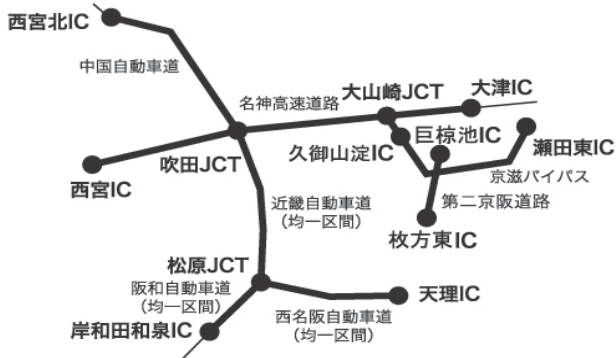 西宮北IC
中国自動車道
名神高速道路
大山崎JCT
大津IC
久御山淀IC
巨椋池IC
瀬田東IC
吹田JCT
西宮IC
京滋バイパス
近畿自動車道
(均一区間)
第二京阪道路
枚方東IC
松原JCT
阪和自動車道
(均一区間)
天理IC
西名阪自動車道
(均一区間)
岸和田和泉IC